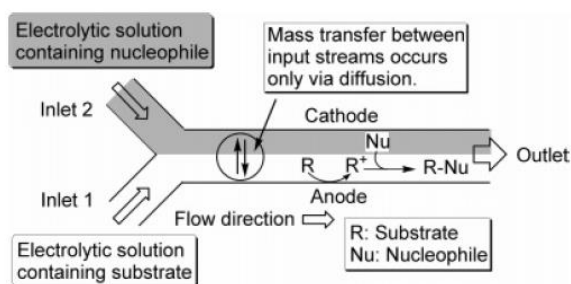 Electrolytic solution
containing nucleophile
Mass transfer between
input streams occurs
only via diffusion.
Inlet 2
Cathode
Nu
R
R+
R-Nu
Outlet
Inlet 1
Anode
Flow direction
Electrolytic solution
containing substrate
R: Substrate
Nu: Nucleophile